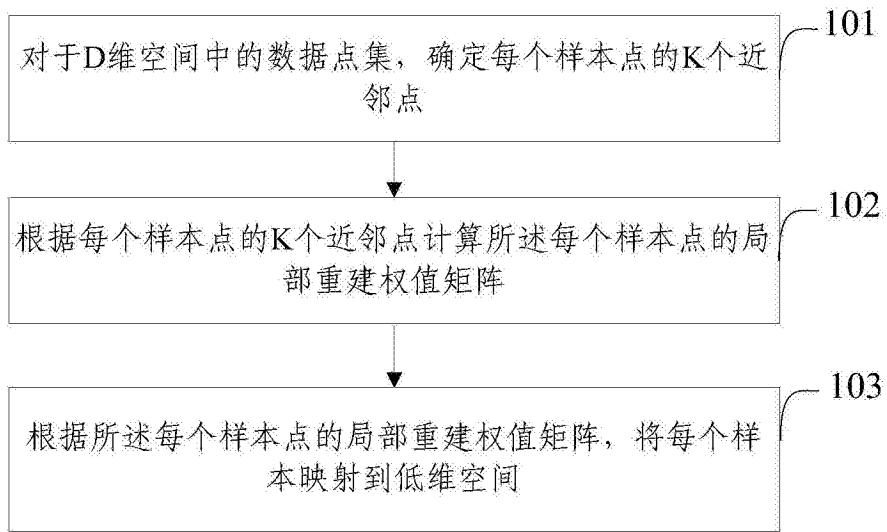 101
对于D维空间中的数据点集，确定每个样本点的K个近
邻点
102
根据每个样本点的K个近邻点计算所述每个样本点的局
部重建权值矩阵
103
根据所述每个样本点的局部重建权值矩阵，将每个样
本映射到低维空间